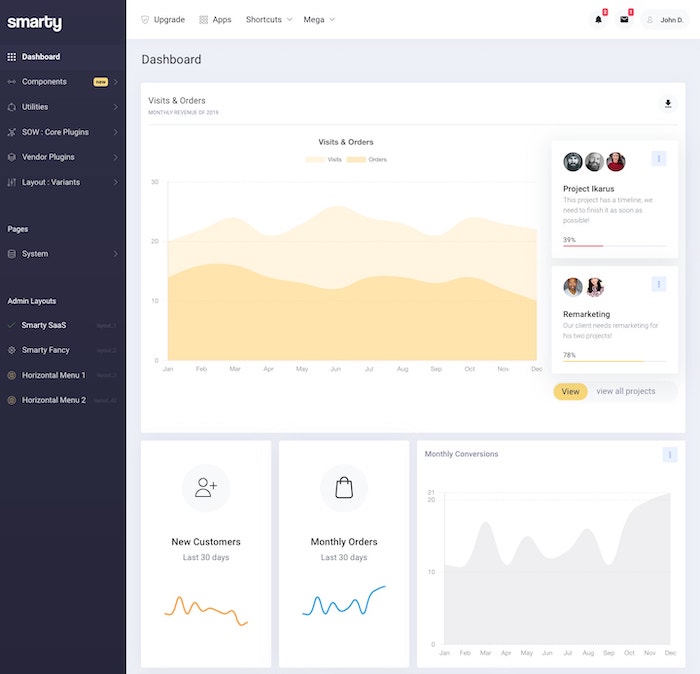 smarty
Upgrade
Apps
Shortcuts
Mega
John D.
Dashboard
Components
new
Utilities
SOW : Core Plugins
Vendor Plugins
Layout : Variants
Pages
System
Admin Layouts
Smarty SaaS
layout_1
Smarty Fancy
layout_2
Horizontal Menu 1
layout_3
Horizontal Menu 2
Dashboard
Visits & Orders
MONTHLY REVENUE OF 2019
Visits & Orders
Visits
Orders
30
20
10
0
Jan Feb Mar Apr May Jun Jul Aug Sep Oct Nov Dec
Project Ikarus
This project has a timeline, we
need to finish it as soon as
possible!
39%
Remarketing
Our client needs remarketing for
his two projects!
78%
View
view all projects
New Customers
Last 30 days
Monthly Orders
Last 30 days
Monthly Conversions
21
20
10
0
Jan Feb Mar Apr May Jun Jul Aug Sep Oct Nov Dec